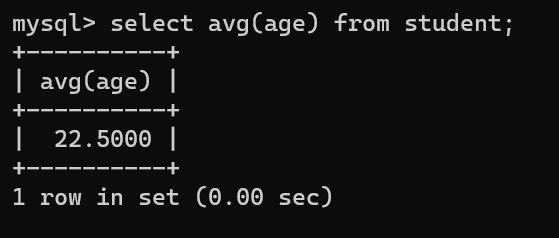 mysql> select avg(age) from student;
+----------+
| avg(age) |
+----------+
|  22.5000 |
+----------+
1 row in set (0.00 sec)